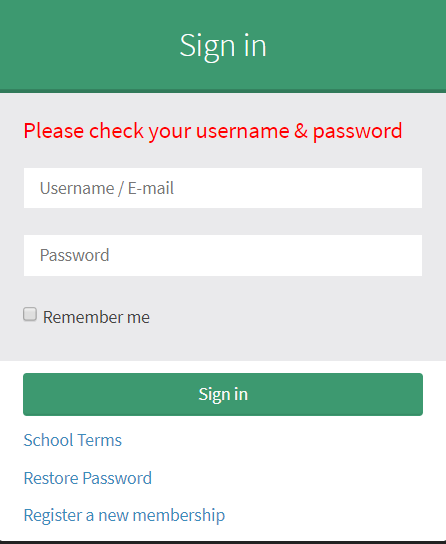 Sign in
Please check your username & password
Username / E-mail
Password
Remember me
Sign in
School Terms
Restore Password
Register a new membership